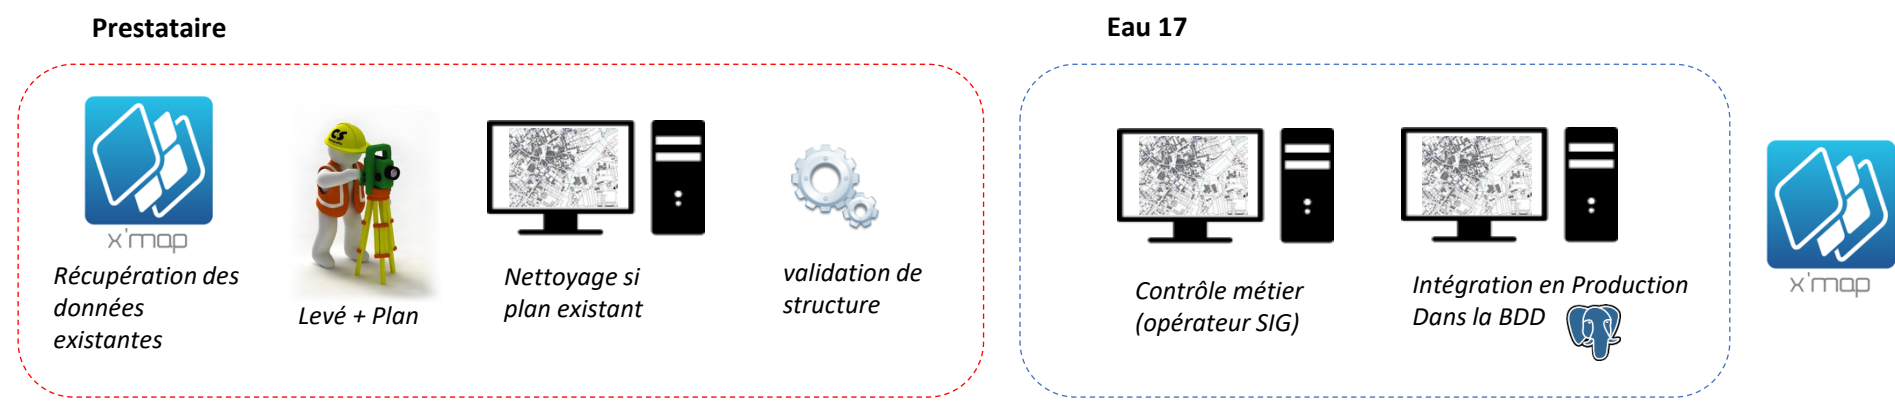 Prestataire
Eau 17
x'map
Récupération des
données
existantes
CS
Levé + Plan
Nettoyage si
plan existant
validation de
structure
Contrôle métier
(opérateur SIG)
Intégration en Production
Dans la BDD
x'map